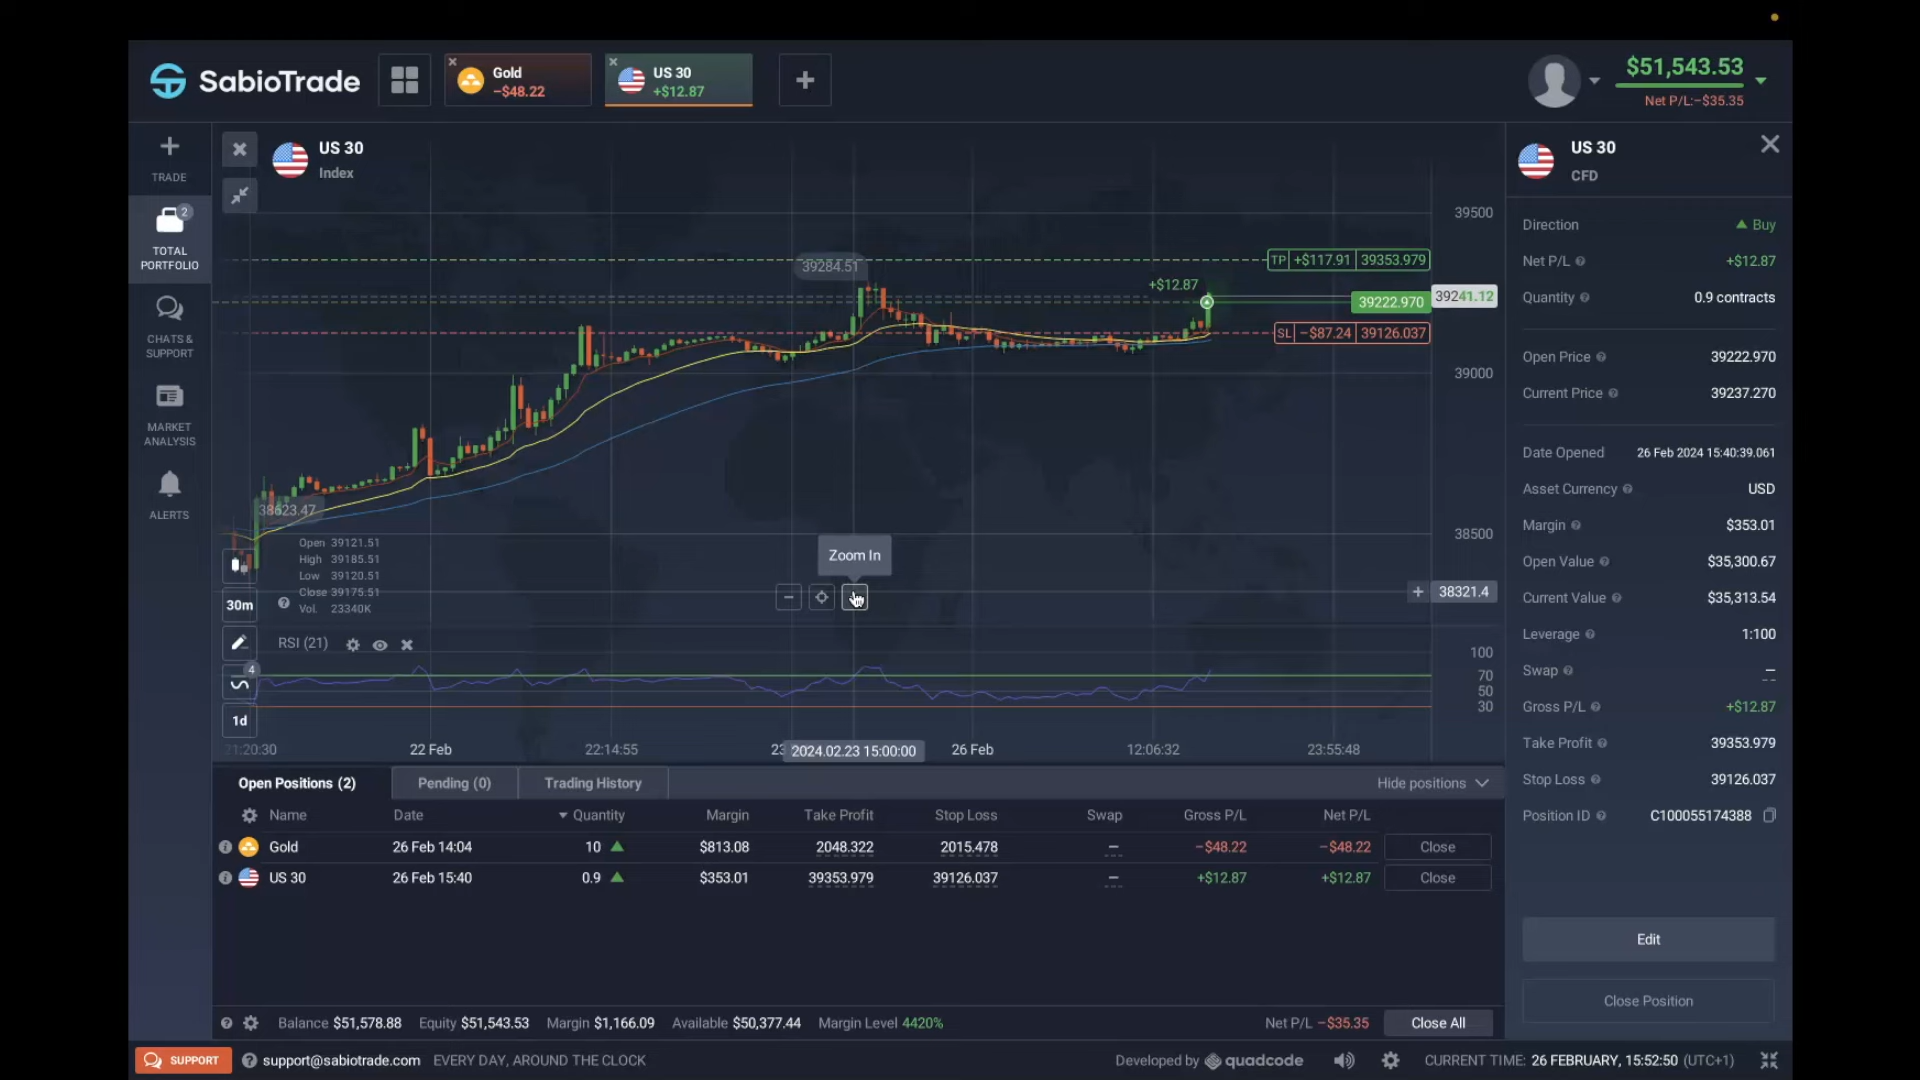 SabioTrade
Gold
−$48.22
US 30
+$12.87
$51,543.53
Net P/L:−$35.35
TRADE
2
TOTAL
PORTFOLIO
CHATS &
SUPPORT
MARKET
ANALYSIS
ALERTS
US 30
Index
39500
39000
38500
39284.51
38623.47
TP +$117.91 39353.979
+$12.87
39222.970
39241.12
SL −$87.24 39126.037
Open 39121.51
High 39185.51
Low 39120.51
Close 39175.51
Vol. 23340K
30m
4
1d
Zoom In
38321.4
RSI (21)
100
70
50
30
21:20:30
22 Feb
22:14:55
23
2024.02.23 15:00:00
26 Feb
12:06:32
23:55:48
Open Positions (2)
Pending (0)
Trading History
Hide positions
Name Date Quantity Margin Take Profit Stop Loss Swap Gross P/L Net P/L
Gold 26 Feb 14:04 10 $813.08 2048.322 2015.478 – −$48.22 −$48.22 Close
US 30 26 Feb 15:40 0.9 $353.01 39353.979 39126.037 – +$12.87 +$12.87 Close
Balance $51,578.88 Equity $51,543.53 Margin $1,166.09 Available $50,377.44 Margin Level 4420% Net P/L −$35.35 Close All
US 30
CFD
Direction Buy
Net P/L +$12.87
Quantity 0.9 contracts
Open Price 39222.970
Current Price 39237.270
Date Opened 26 Feb 2024 15:40:39.061
Asset Currency USD
Margin $353.01
Open Value $35,300.67
Current Value $35,313.54
Leverage 1:100
Swap –
Gross P/L +$12.87
Take Profit 39353.979
Stop Loss 39126.037
Position ID C100055174388
Edit
Close Position
SUPPORT
support@sabiotrade.com EVERY DAY, AROUND THE CLOCK
Developed by quadcode
CURRENT TIME: 26 FEBRUARY, 15:52:50 (UTC+1)